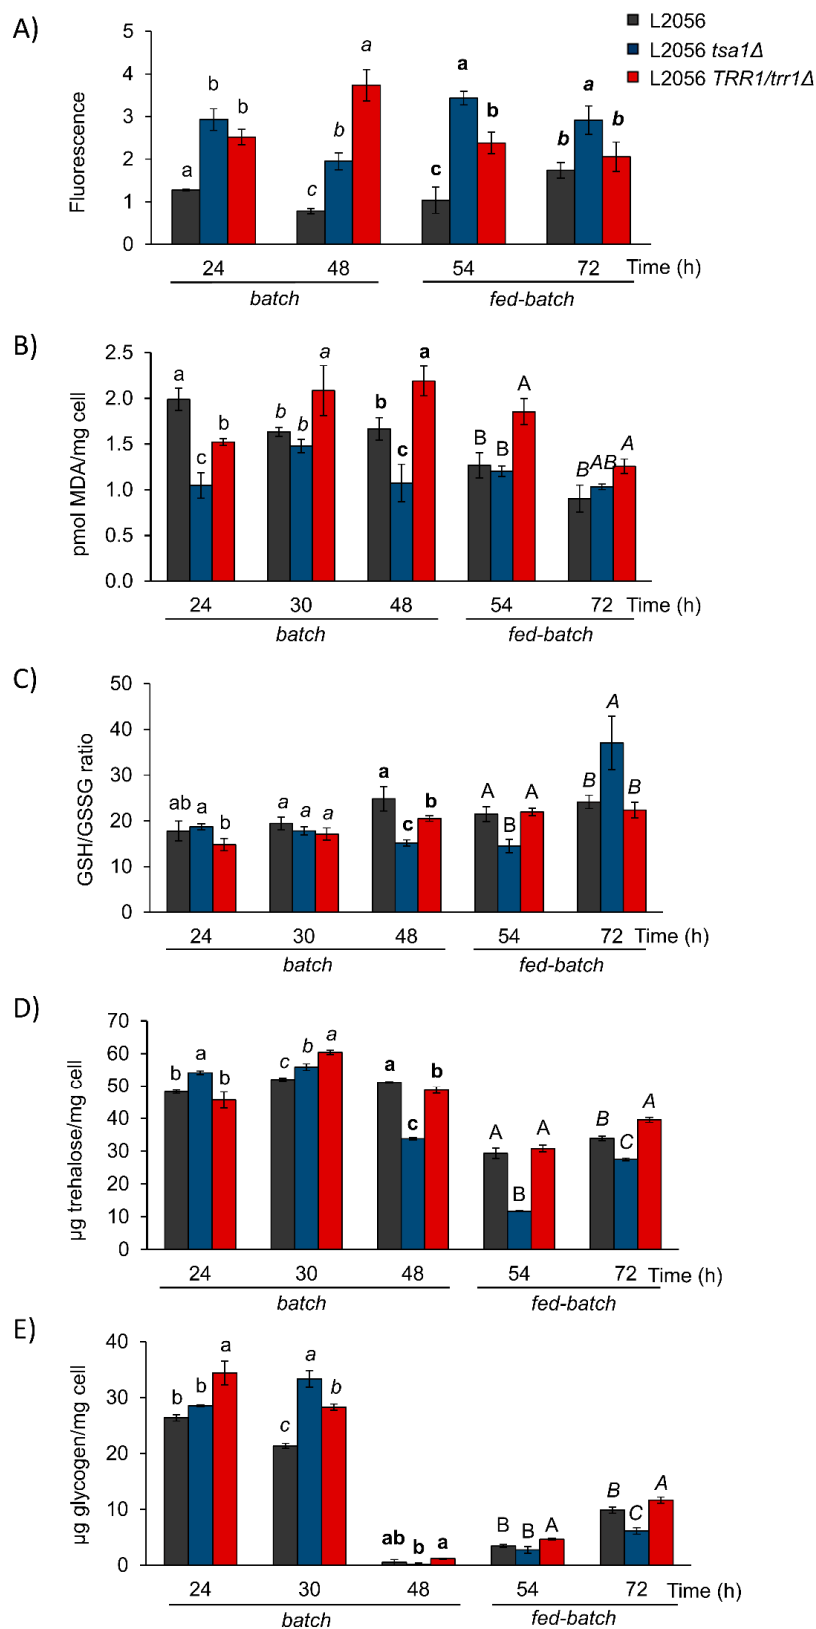 A)
L2056
L2056 tsa1Δ
L2056 TRR1/trr1Δ
Fluorescence
5
4
3
2
1
0
a b b
c b a
c a b
b a b
24 48 54 72 Time (h)
batch fed-batch
B)
pmol MDA/mg cell
2.5
2.0
1.5
1.0
0.5
0.0
a c b
b b a
b c a
B B A
B AB A
24 30 48 54 72 Time (h)
batch fed-batch
C)
GSH/GSSG ratio
50
40
30
20
10
0
ab a b
a a a
a c b
A B A
B A B
24 30 48 54 72 Time (h)
batch fed-batch
D)
µg trehalose/mg cell
70
60
50
40
30
20
10
0
b a b
c b a
a c b
A B A
B C A
24 30 48 54 72 Time (h)
batch fed-batch
E)
µg glycogen/mg cell
40
30
20
10
0
b b a
c a b
ab b a
B B A
B C A
24 30 48 54 72 Time (h)
batch fed-batch